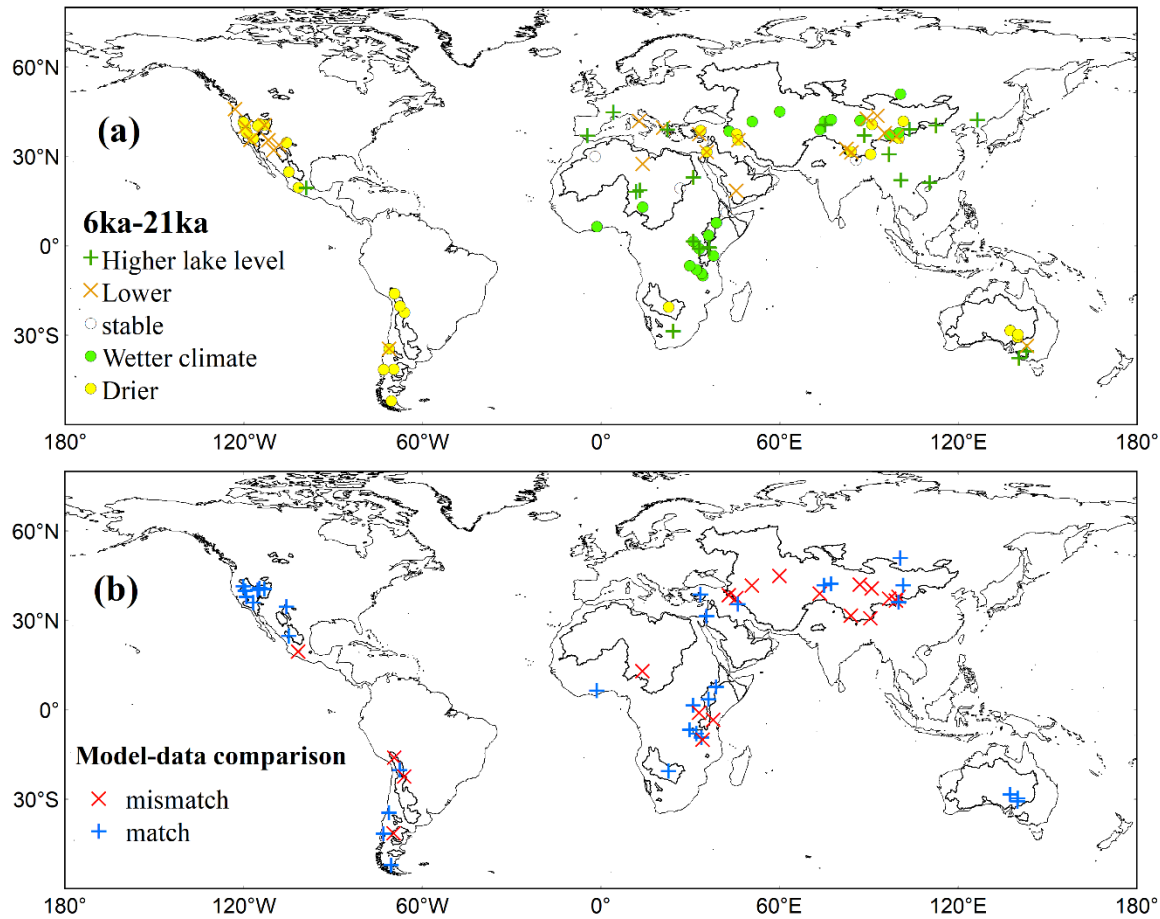 60°N
(a)
30°N
6ka-21ka
0°
Higher lake level
Lower
stable
30°S
Wetter climate
Drier
180° 120°W 60°W 0° 60°E 120°E 180°
60°N
(b)
30°N
0°
Model-data comparison
30°S
mismatch
match
180° 120°W 60°W 0° 60°E 120°E 180°